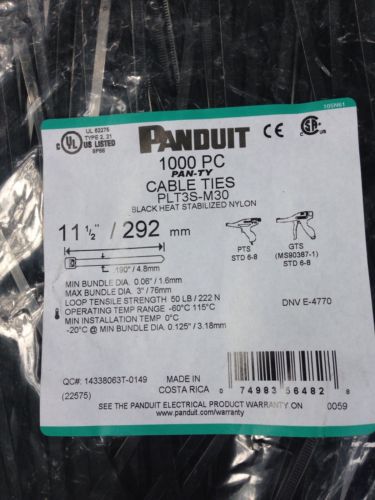 105N61
UL 62275
TYPE 2, 21
UL
US LISTED
SP66
PANDUIT
CE
1000 PC
PAN-TY
CABLE TIES
PLT3S-M30
BLACK HEAT STABILIZED NYLON
11 1/2" / 292 mm
.190" / 4.8mm
PTS
STD 6-8
GTS
(MS90387-1)
STD 6-8
MIN BUNDLE DIA. 0.06" / 1.6mm
MAX BUNDLE DIA. 3" /76mm
LOOP TENSILE STRENGTH 50 LB / 222 N
OPERATING TEMP RANGE -60°C 115°C
MIN INSTALLATION TEMP 0°C
-20°C @ MIN BUNDLE DIA. 0.125" / 3.18mm
DNV E-4770
QC#: 14338063T-0149
(22575)
MADE IN
COSTA RICA
0 74983 56482 8
SEE THE PANDUIT ELECTRICAL PRODUCT WARRANTY ON
www.panduit.com/warranty
0059